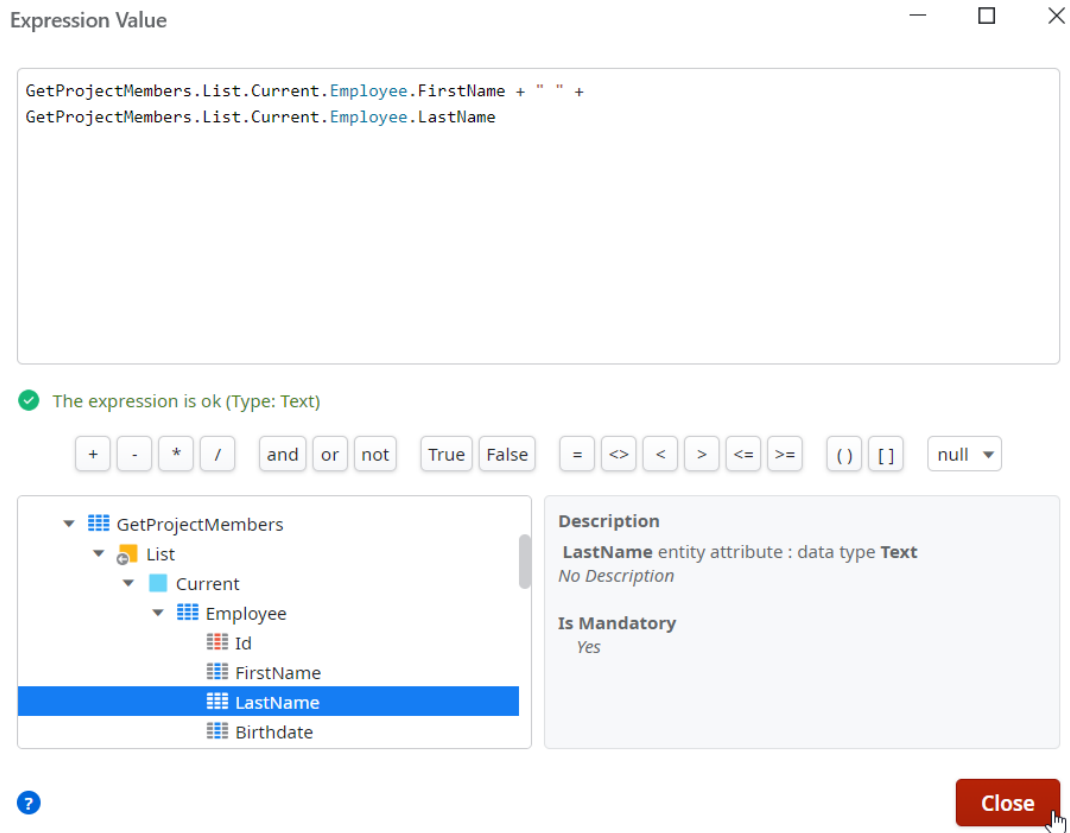 Expression Value
GetProjectMembers.List.Current.Employee.FirstName + " " +
GetProjectMembers.List.Current.Employee.LastName
The expression is ok (Type: Text)
+ - * / and or not True False = <> < > <= >= ( ) [ ] null
GetProjectMembers
List
Current
Employee
Id
FirstName
LastName
Birthdate
Description
LastName entity attribute : data type Text
No Description
Is Mandatory
Yes
?
Close